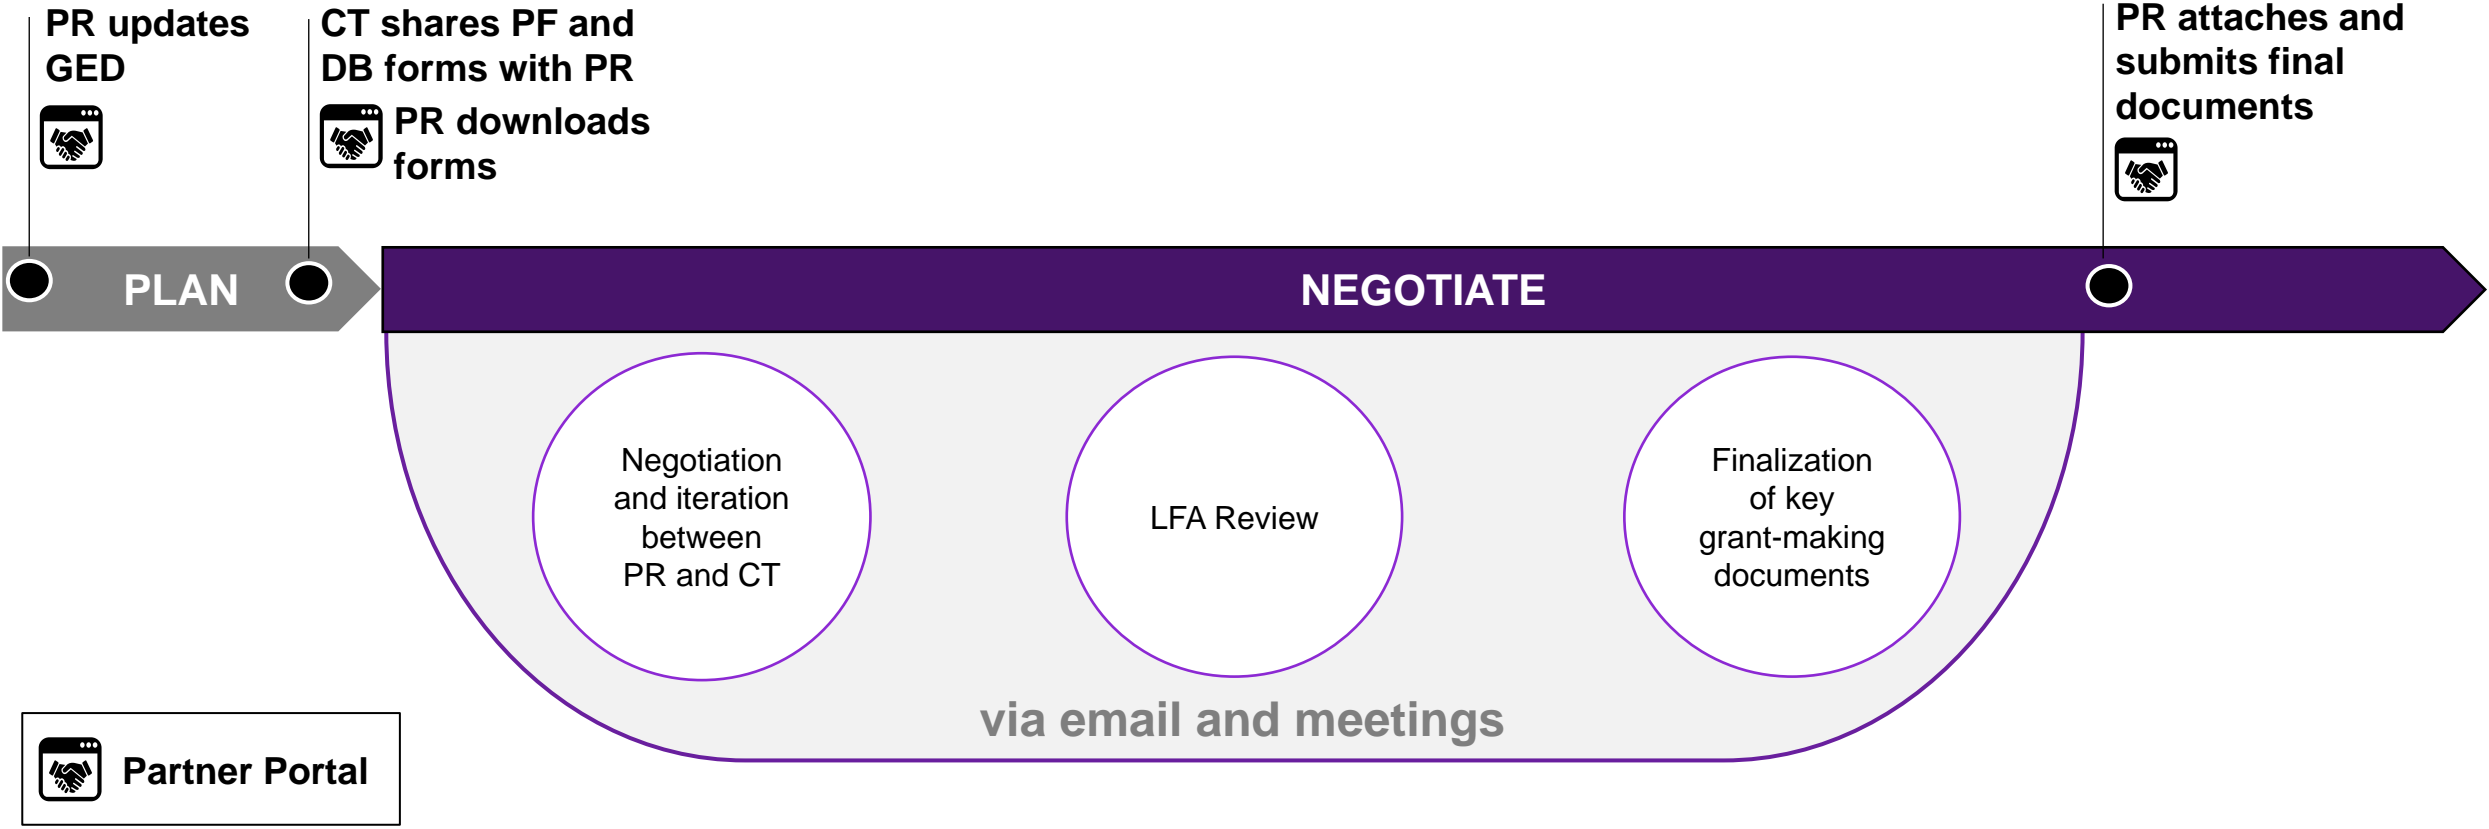 PR updates
GED
CT shares PF and
DB forms with PR
PR downloads
forms
PR attaches and
submits final
documents
PLAN
NEGOTIATE
Negotiation
and iteration
between
PR and CT
LFA Review
Finalization
of key
grant-making
documents
via email and meetings
Partner Portal